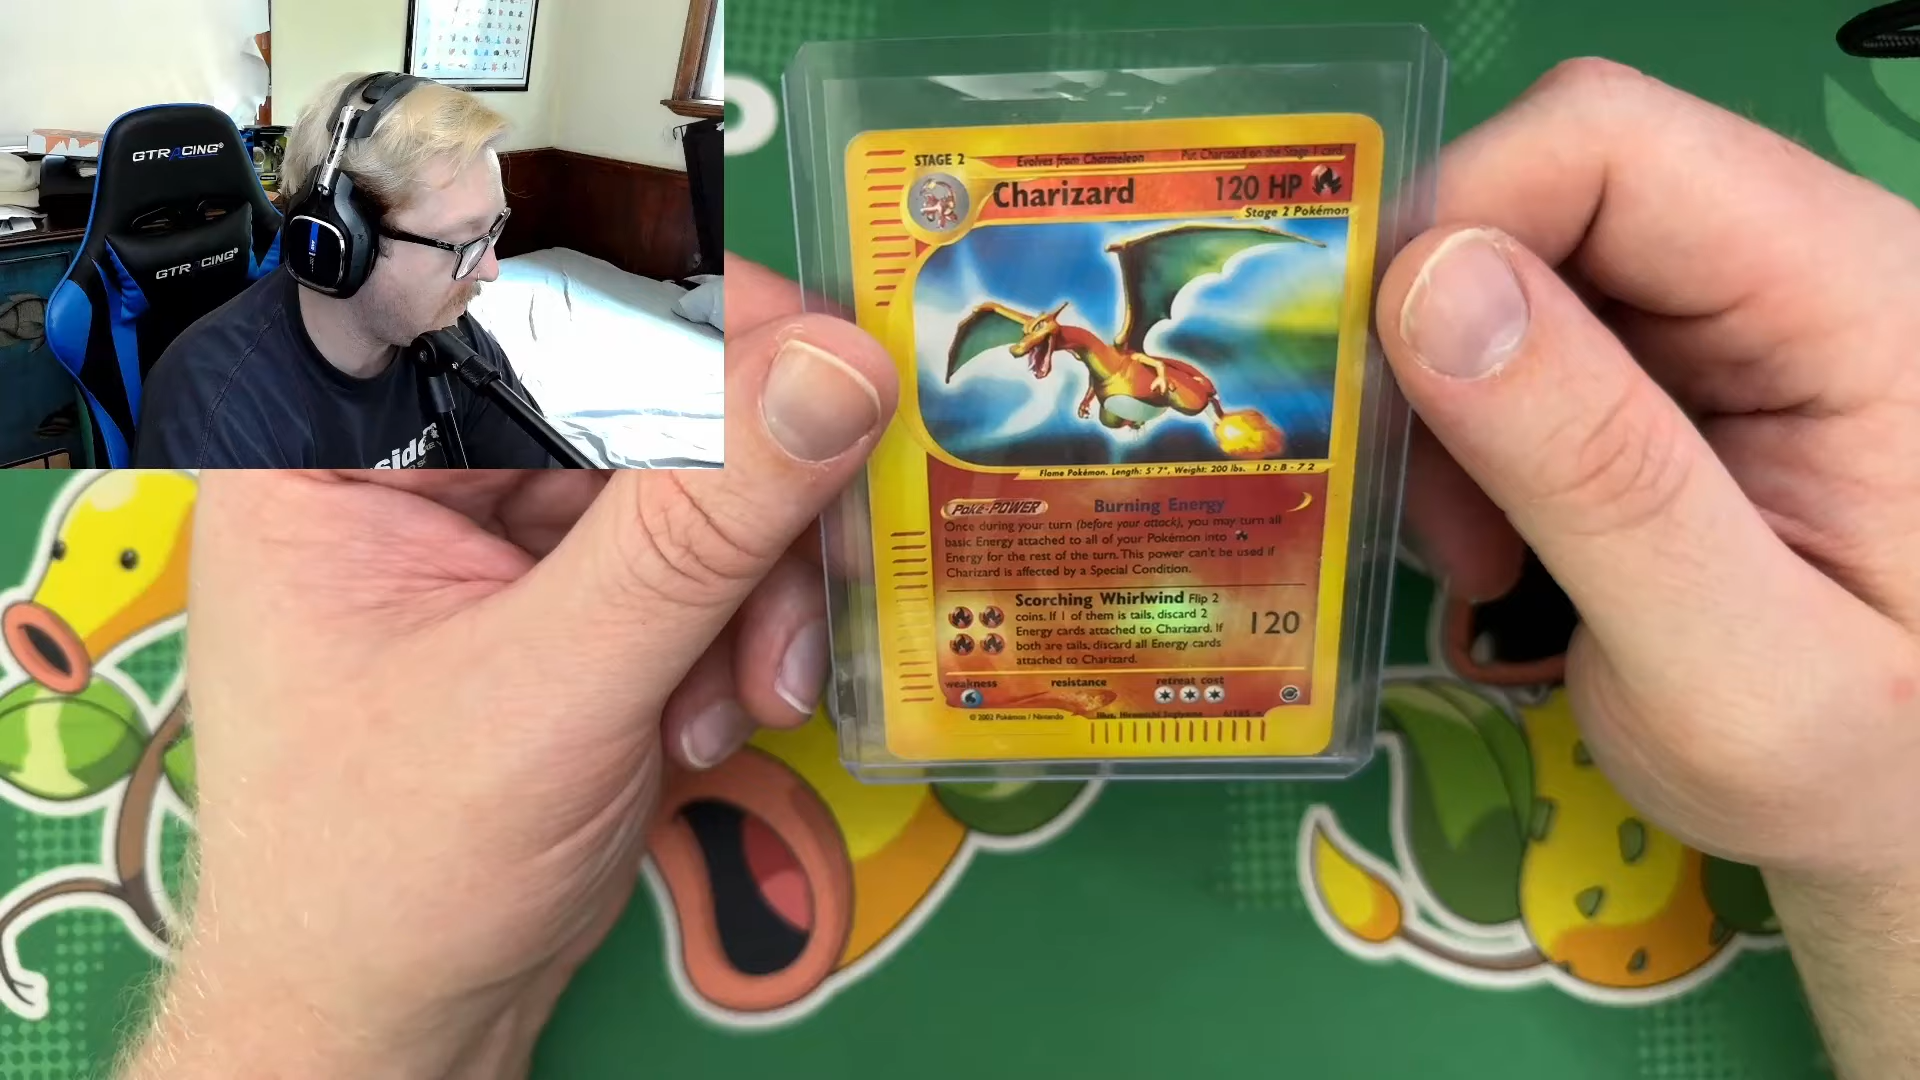 GTRACING®
GTRACING®
side
STAGE 2
Evolves from Charmeleon
Put Charizard on the Stage 1 card
Charizard
120 HP
Stage 2 Pokémon
Flame Pokémon. Length: 5' 7", Weight: 200 lbs. ID: B-72
Poké-POWER Burning Energy
Once during your turn (before your attack), you may turn all
basic Energy attached to all of your Pokémon into
Energy for the rest of the turn. This power can't be used if
Charizard is affected by a Special Condition.
Scorching Whirlwind Flip 2
coins. If 1 of them is tails, discard 2
Energy cards attached to Charizard. If
both are tails, discard all Energy cards
attached to Charizard.
120
weakness
resistance
retreat cost
© 2002 Pokémon / Nintendo
Illus.